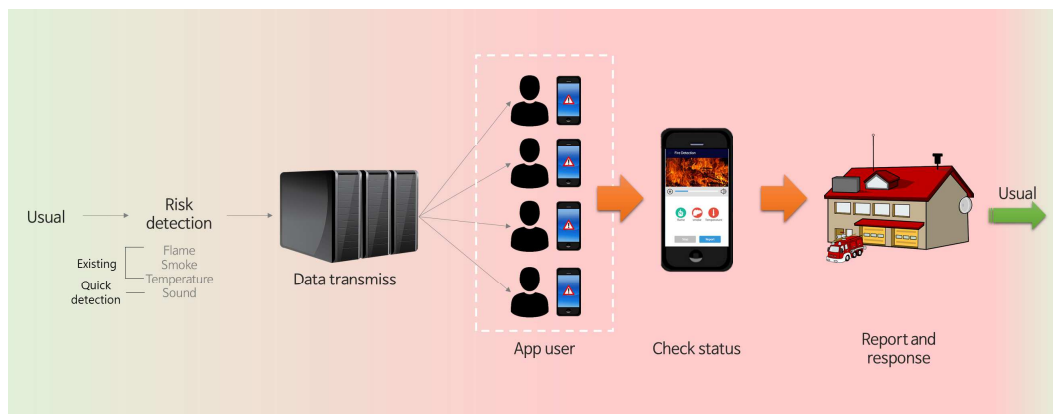 Usual
Risk
detection
Existing
Flame
Smoke
Temperature
Quick
detection
Sound
Data transmiss
App user
Fire Detection
Check status
Report and
response
Usual